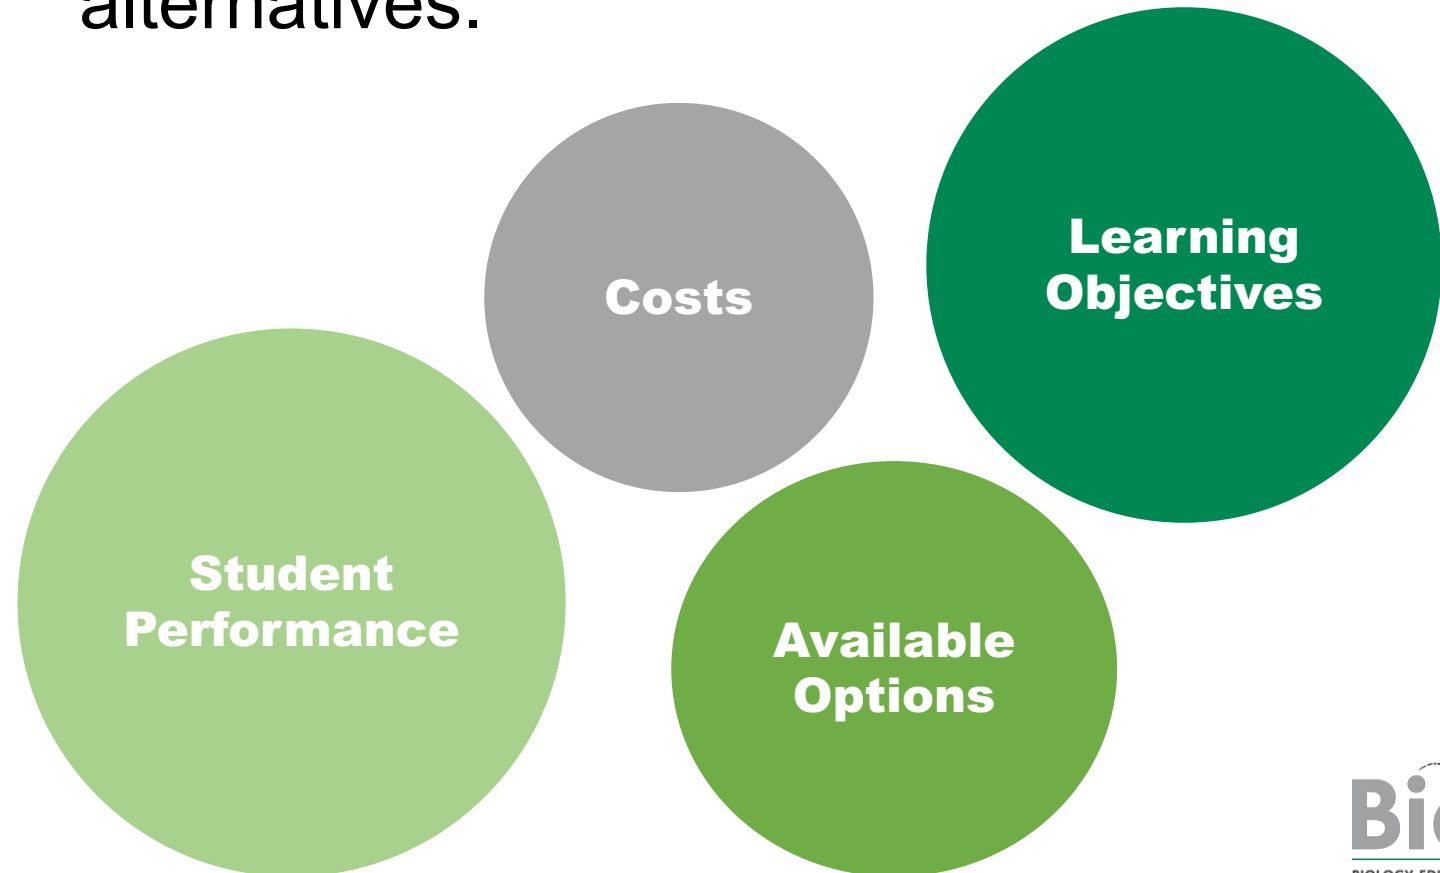 alternatives.
Costs
Learning
Objectives
Student
Performance
Available
Options